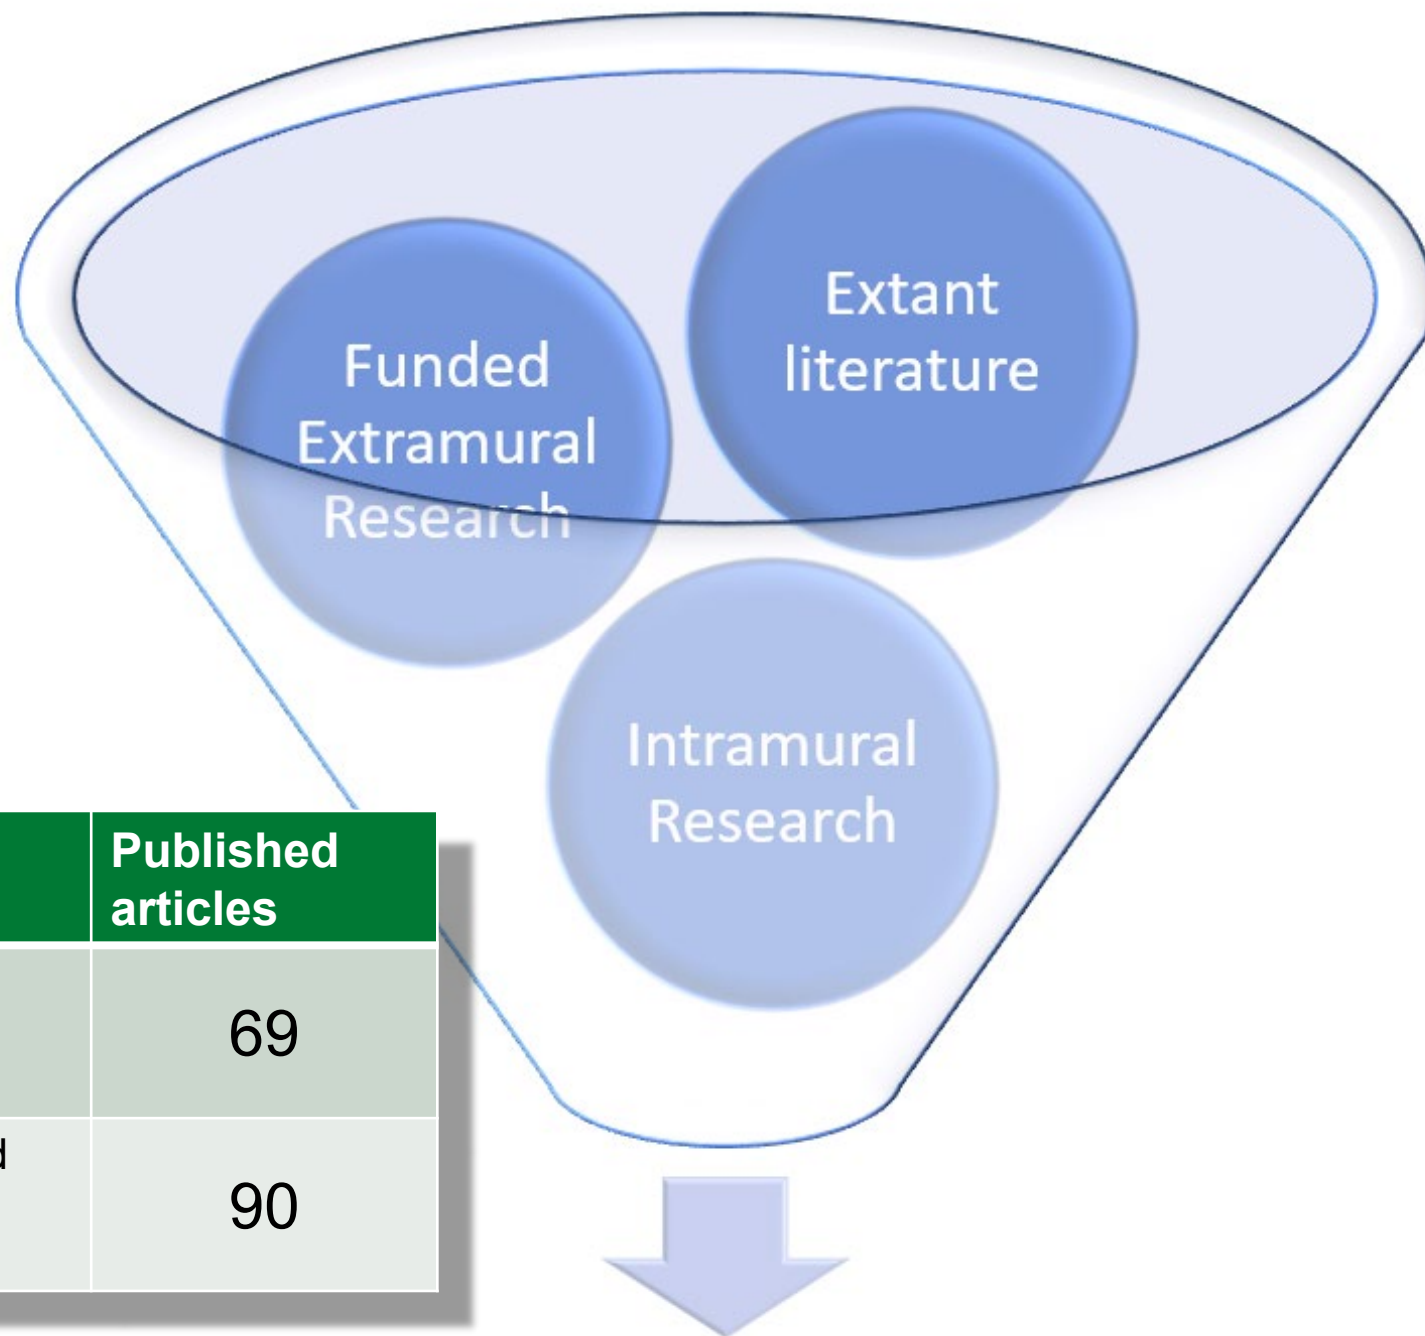 Extant
literature
Funded
Extramural
Research
Intramural
Research
Published
articles
69
90